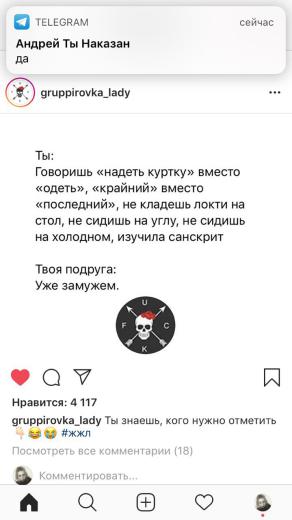 TELEGRAM
сейчас
Андрей Ты Наказан
да
gruppirovka_lady
Ты:
Говоришь «надеть куртку» вместо
«одеть», «крайний» вместо
«последний», не кладешь локти на
стол, не сидишь на углу, не сидишь
на холодном, изучила санскрит
Твоя подруга:
Уже замужем.
U
F C
K
Нравится: 4 117
gruppirovka_lady Ты знаешь, кого нужно отметить
👇🏻😂😭 #жжл
Посмотреть все комментарии (18)
Комментировать...